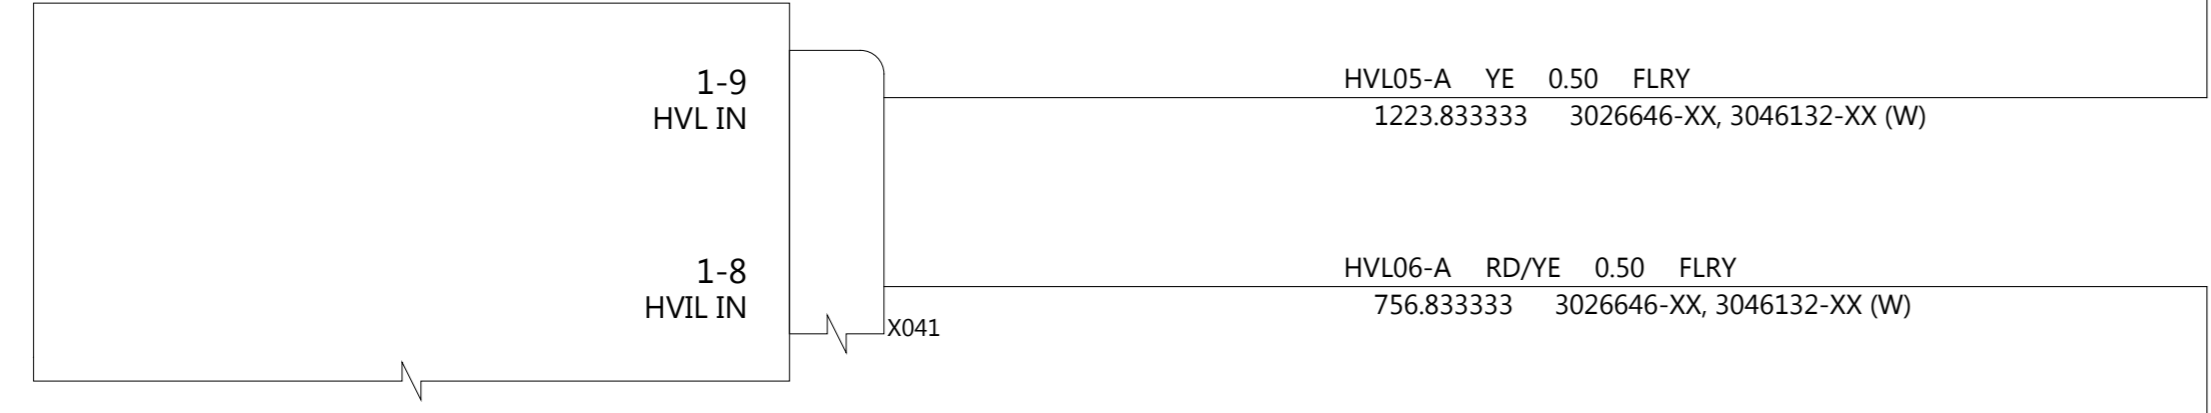 1-9
HVL IN
HVL05-A YE 0.50 FLRY
1223.833333 3026646-XX, 3046132-XX (W)
1-8
HVIL IN
HVL06-A RD/YE 0.50 FLRY
756.833333 3026646-XX, 3046132-XX (W)
X041